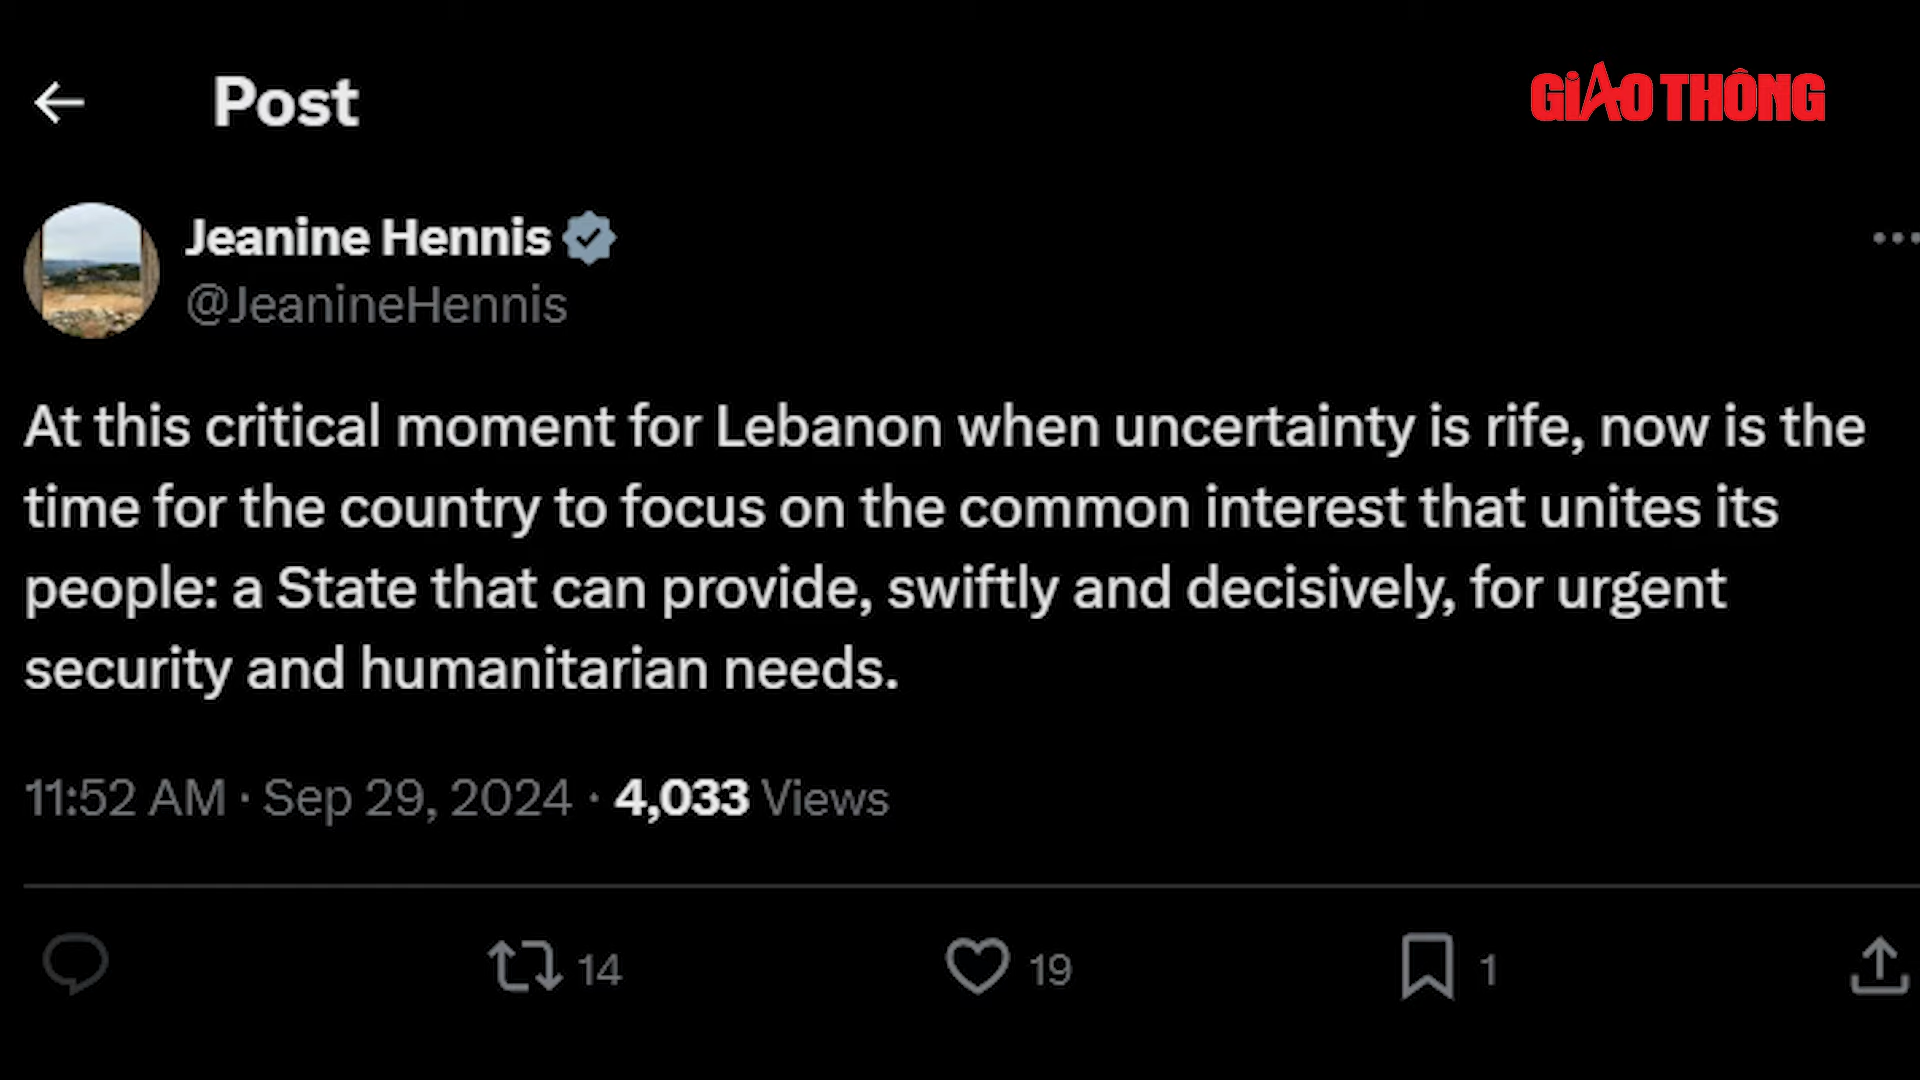 Post
GIAO THÔNG
Jeanine Hennis
@JeanineHennis
At this critical moment for Lebanon when uncertainty is rife, now is the
time for the country to focus on the common interest that unites its
people: a State that can provide, swiftly and decisively, for urgent
security and humanitarian needs.
11:52 AM · Sep 29, 2024 · 4,033 Views
14 19 1